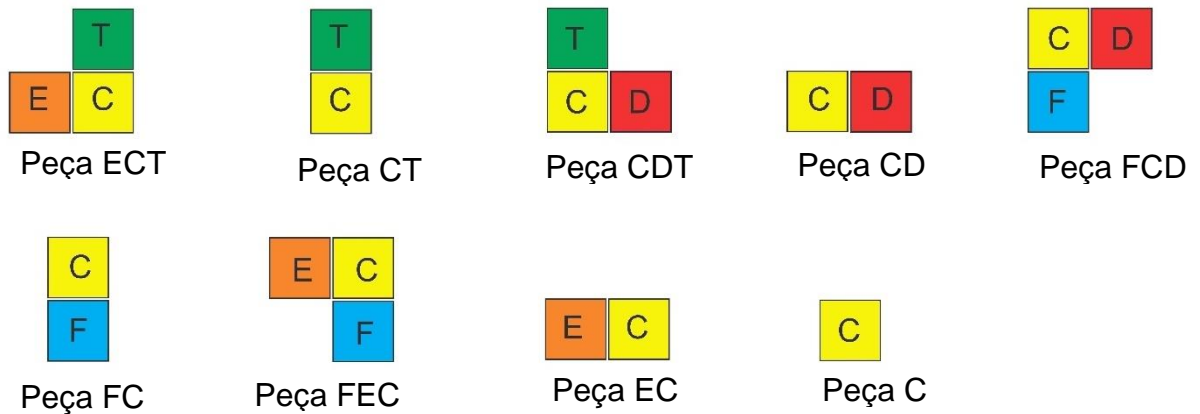 T T T C D
E C C C D C D F
Peça ECT Peça CT Peça CDT Peça CD Peça FCD
C E C
F F E C C
Peça FC Peça FEC Peça EC Peça C